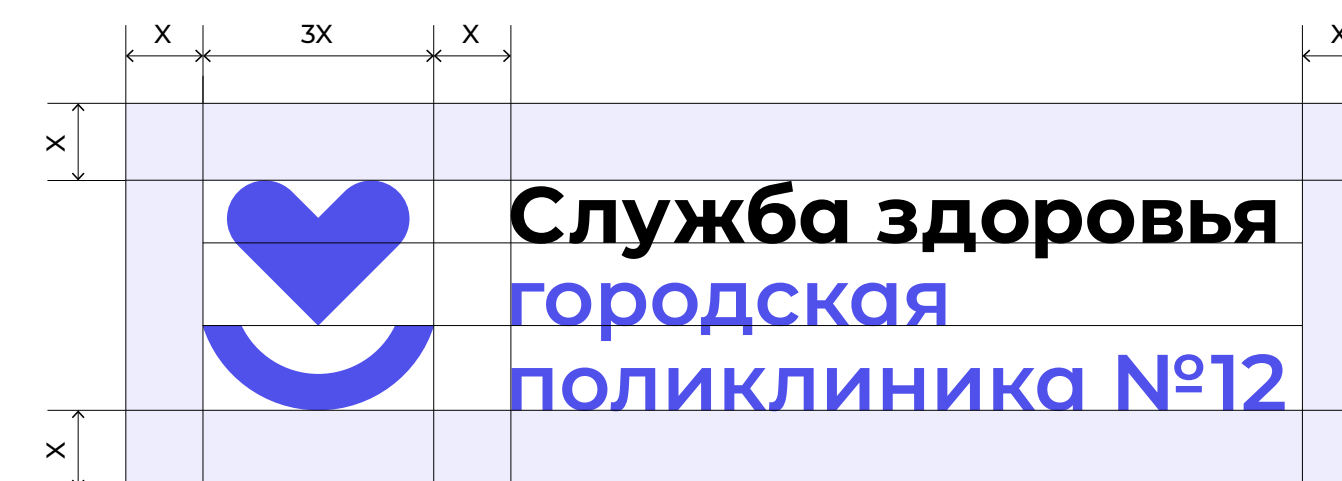 X 3X X X
X
Служба здоровья
городская
поликлиника №12
X